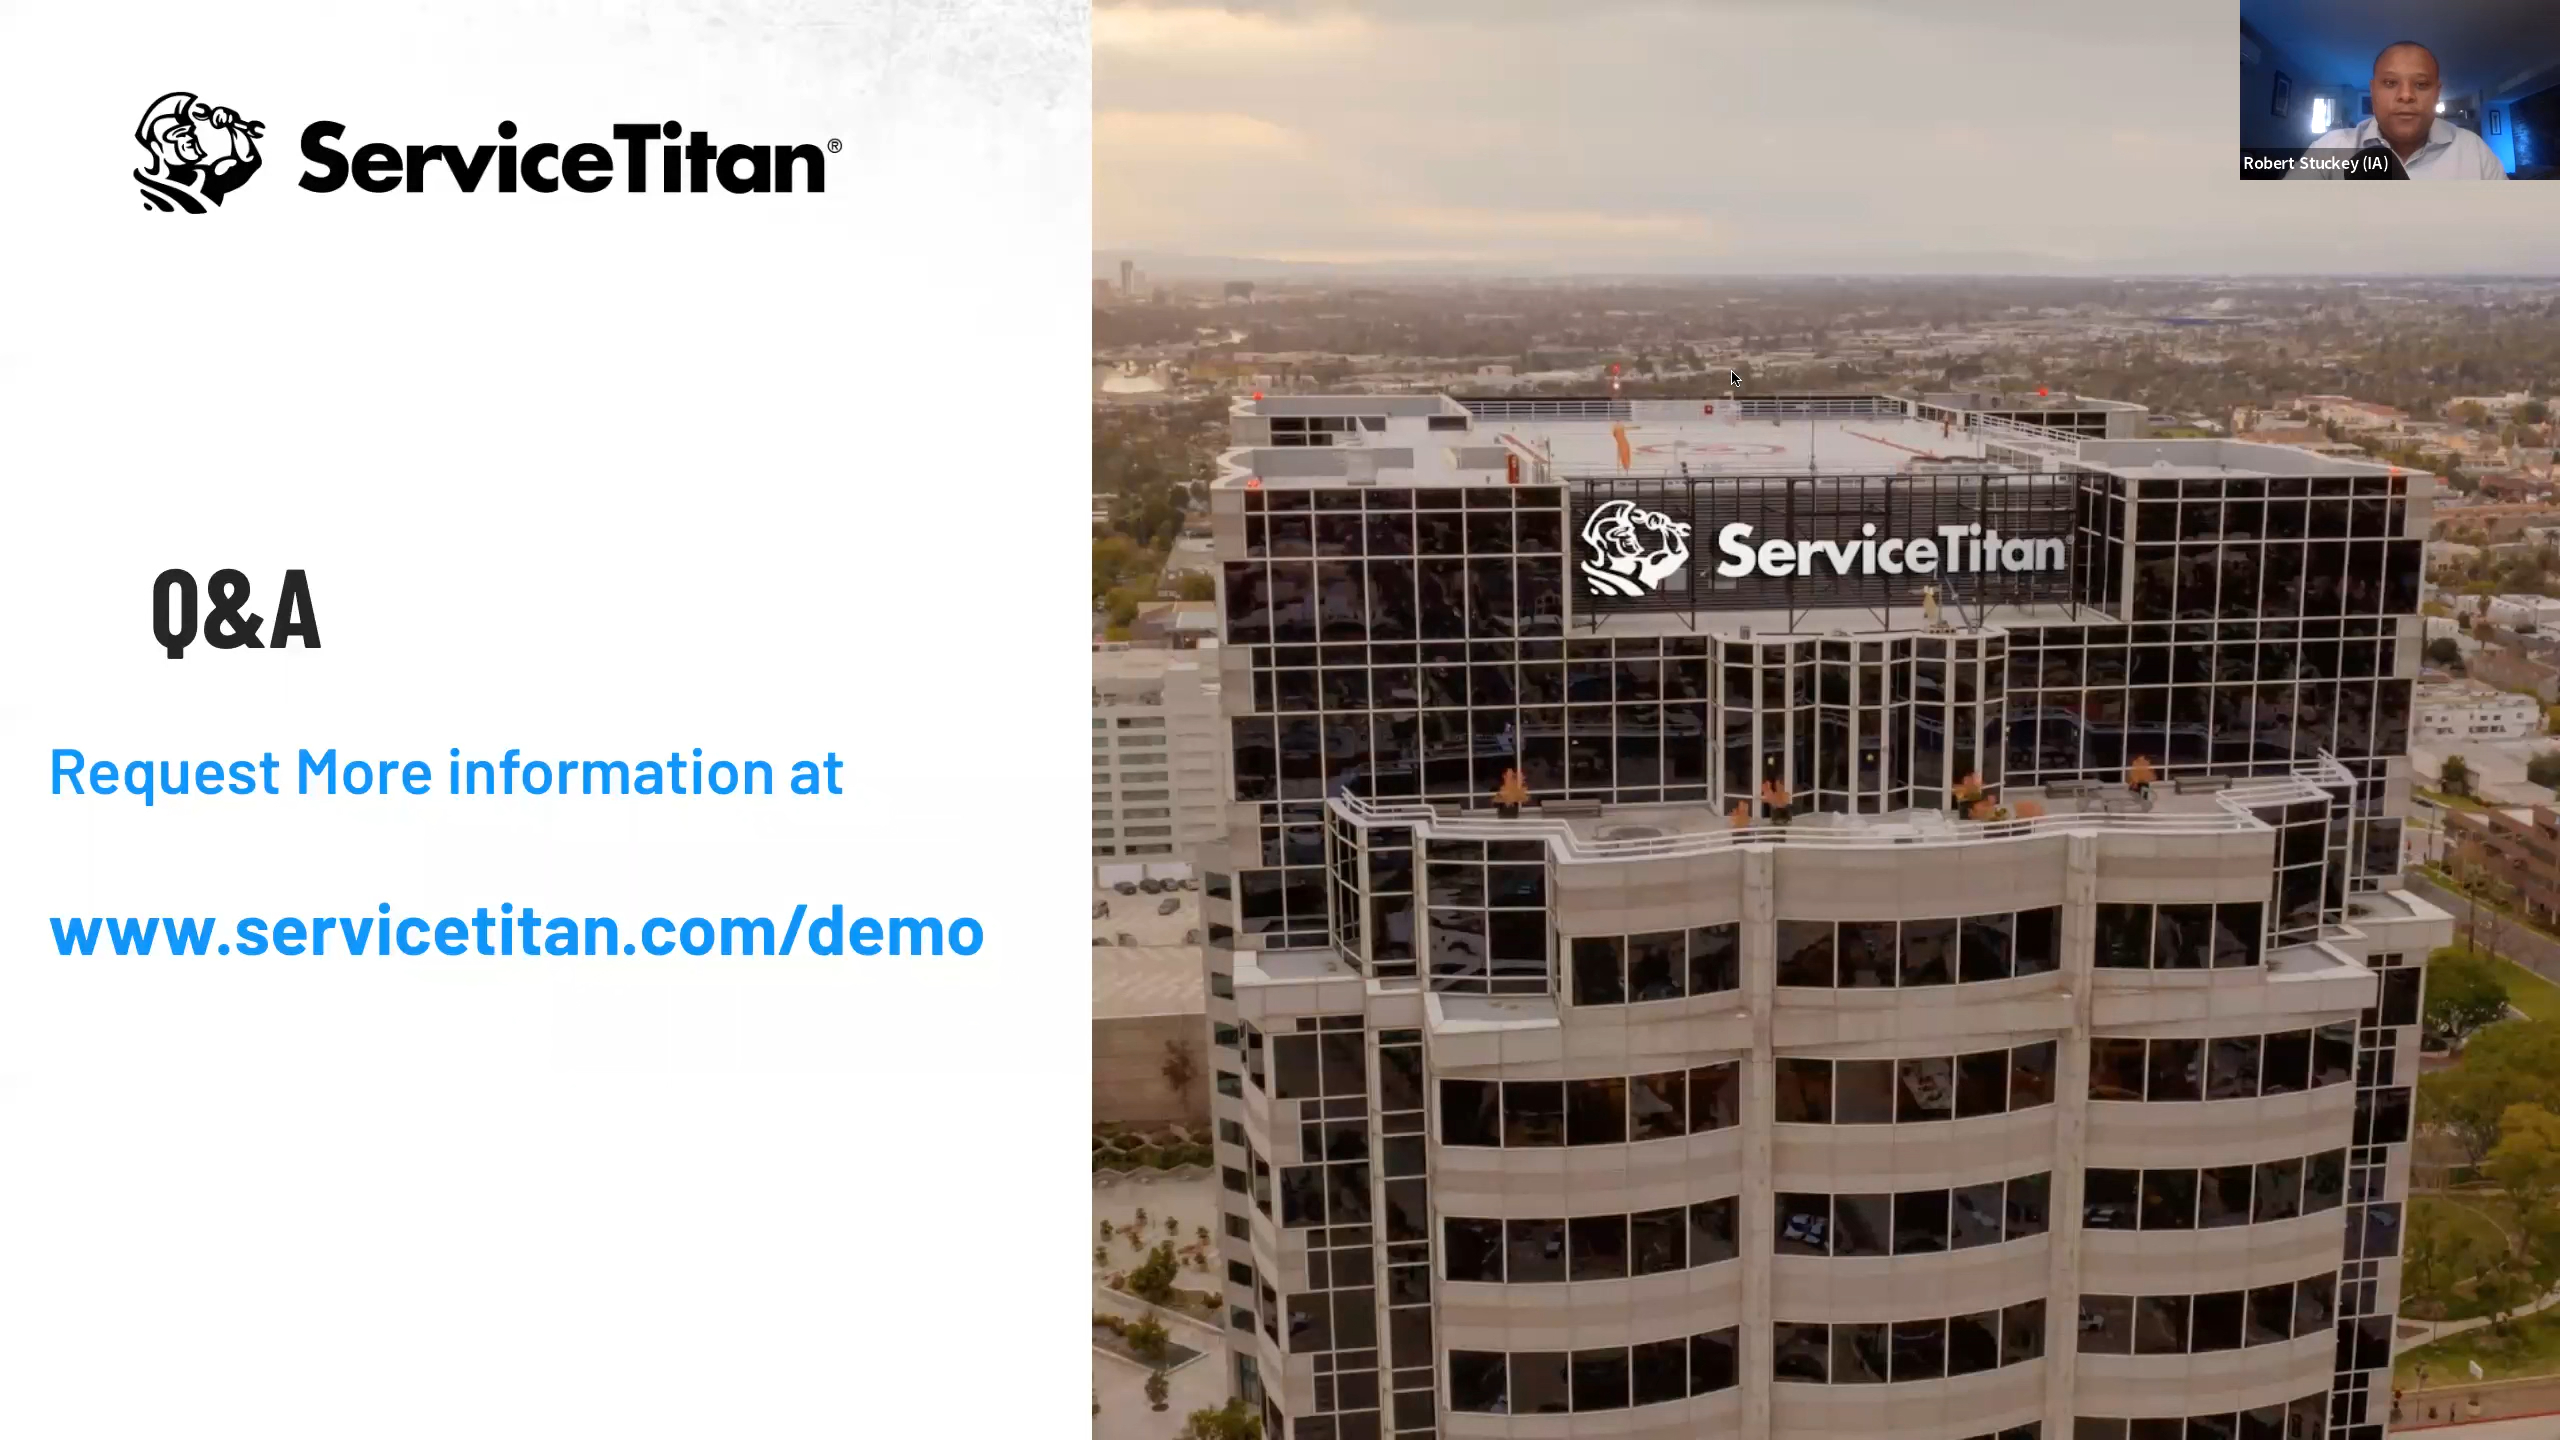 ServiceTitan®
Robert Stuckey (IA)
ServiceTitan
Q&A
Request More information at
www.servicetitan.com/demo